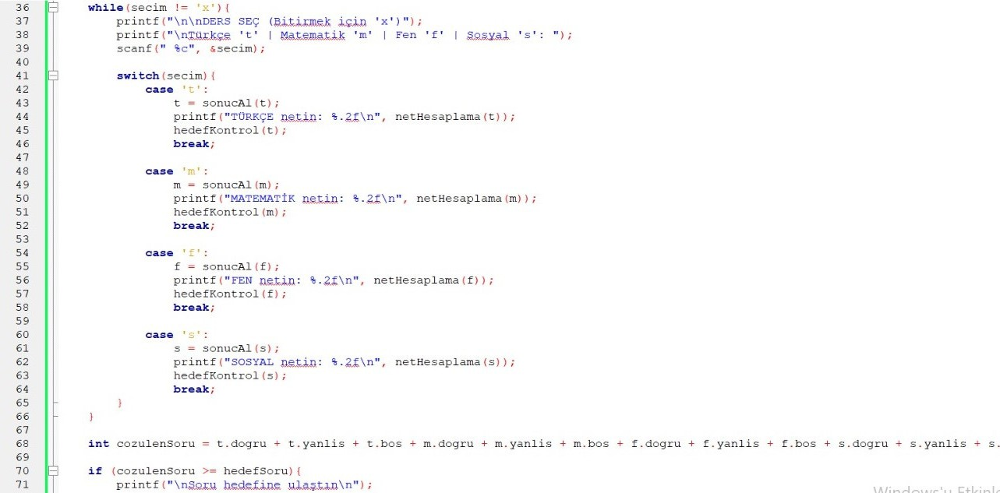 36 while(secim != 'x'){
37 printf("\n\nDERS SEÇ (Bitirmek için 'x')");
38 printf("\nTürkçe 't' | Matematik 'm' | Fen 'f' | Sosyal 's': ");
39 scanf(" %c", &secim);
40
41 switch(secim){
42 case 't':
43 t = sonucAl(t);
44 printf("TÜRKÇE netin: %.2f\n", netHesaplama(t));
45 hedefKontrol(t);
46 break;
47
48 case 'm':
49 m = sonucAl(m);
50 printf("MATEMATİK netin: %.2f\n", netHesaplama(m));
51 hedefKontrol(m);
52 break;
53
54 case 'f':
55 f = sonucAl(f);
56 printf("FEN netin: %.2f\n", netHesaplama(f));
57 hedefKontrol(f);
58 break;
59
60 case 's':
61 s = sonucAl(s);
62 printf("SOSYAL netin: %.2f\n", netHesaplama(s));
63 hedefKontrol(s);
64 break;
65 }
66 }
67
68 int cozulenSoru = t.dogru + t.yanlis + t.bos + m.dogru + m.yanlis + m.bos + f.dogru + f.yanlis + f.bos + s.dogru + s.yanlis + s.
69
70 if (cozulenSoru >= hedefSoru){
71 printf("\nSoru hedefine ulaştın\n");
Windows'u